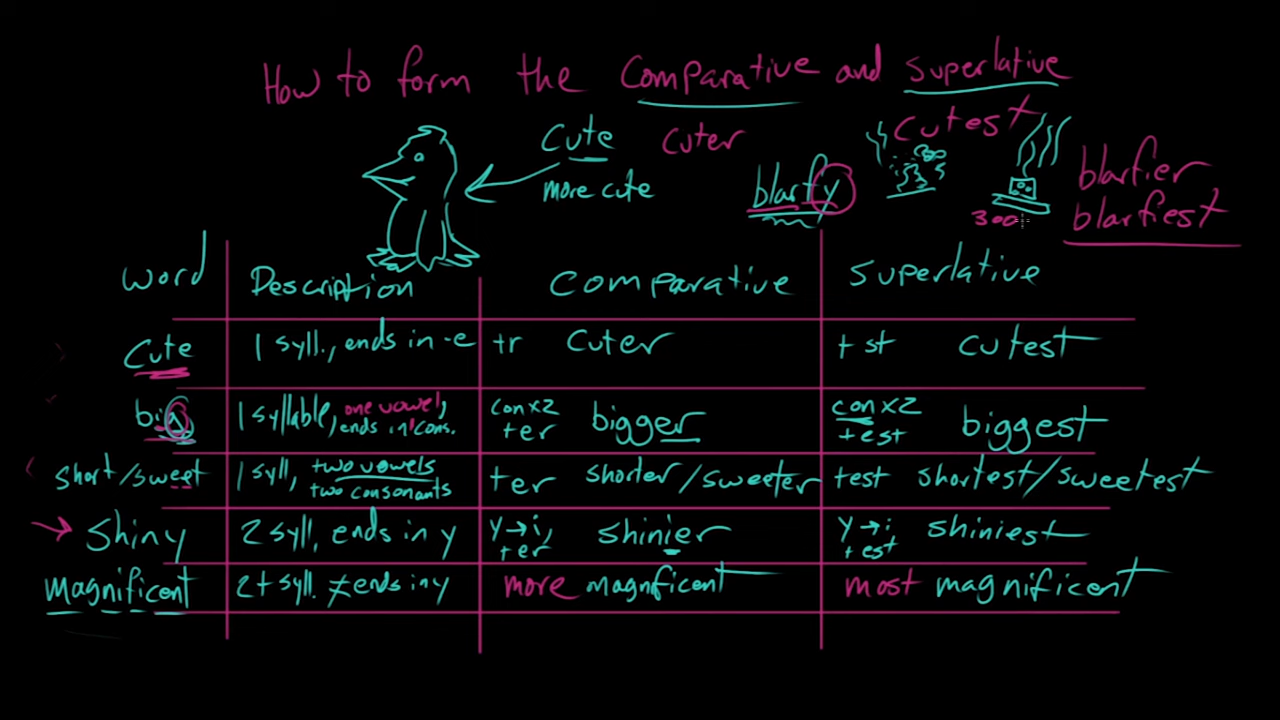 How to form the Comparative and superlative
cute cuter cutest
more cute
blarfy
blarfier
blarfiest
300
word Description Comparative superlative
cute 1 syll., ends in -e +r cuter + st cutest
big 1 syllable, one vowel, ends in 1 cons. con x2 +er bigger con x2 +est biggest
short/sweet 1 syll, two vowels two consonants +er shorter/sweeter +est shortest/sweetest
Shiny 2 syll, ends in y y→i, +er shinier y→i +est shiniest
magnificent 2+ syll. ≠ends in y more magnficent most magnificent